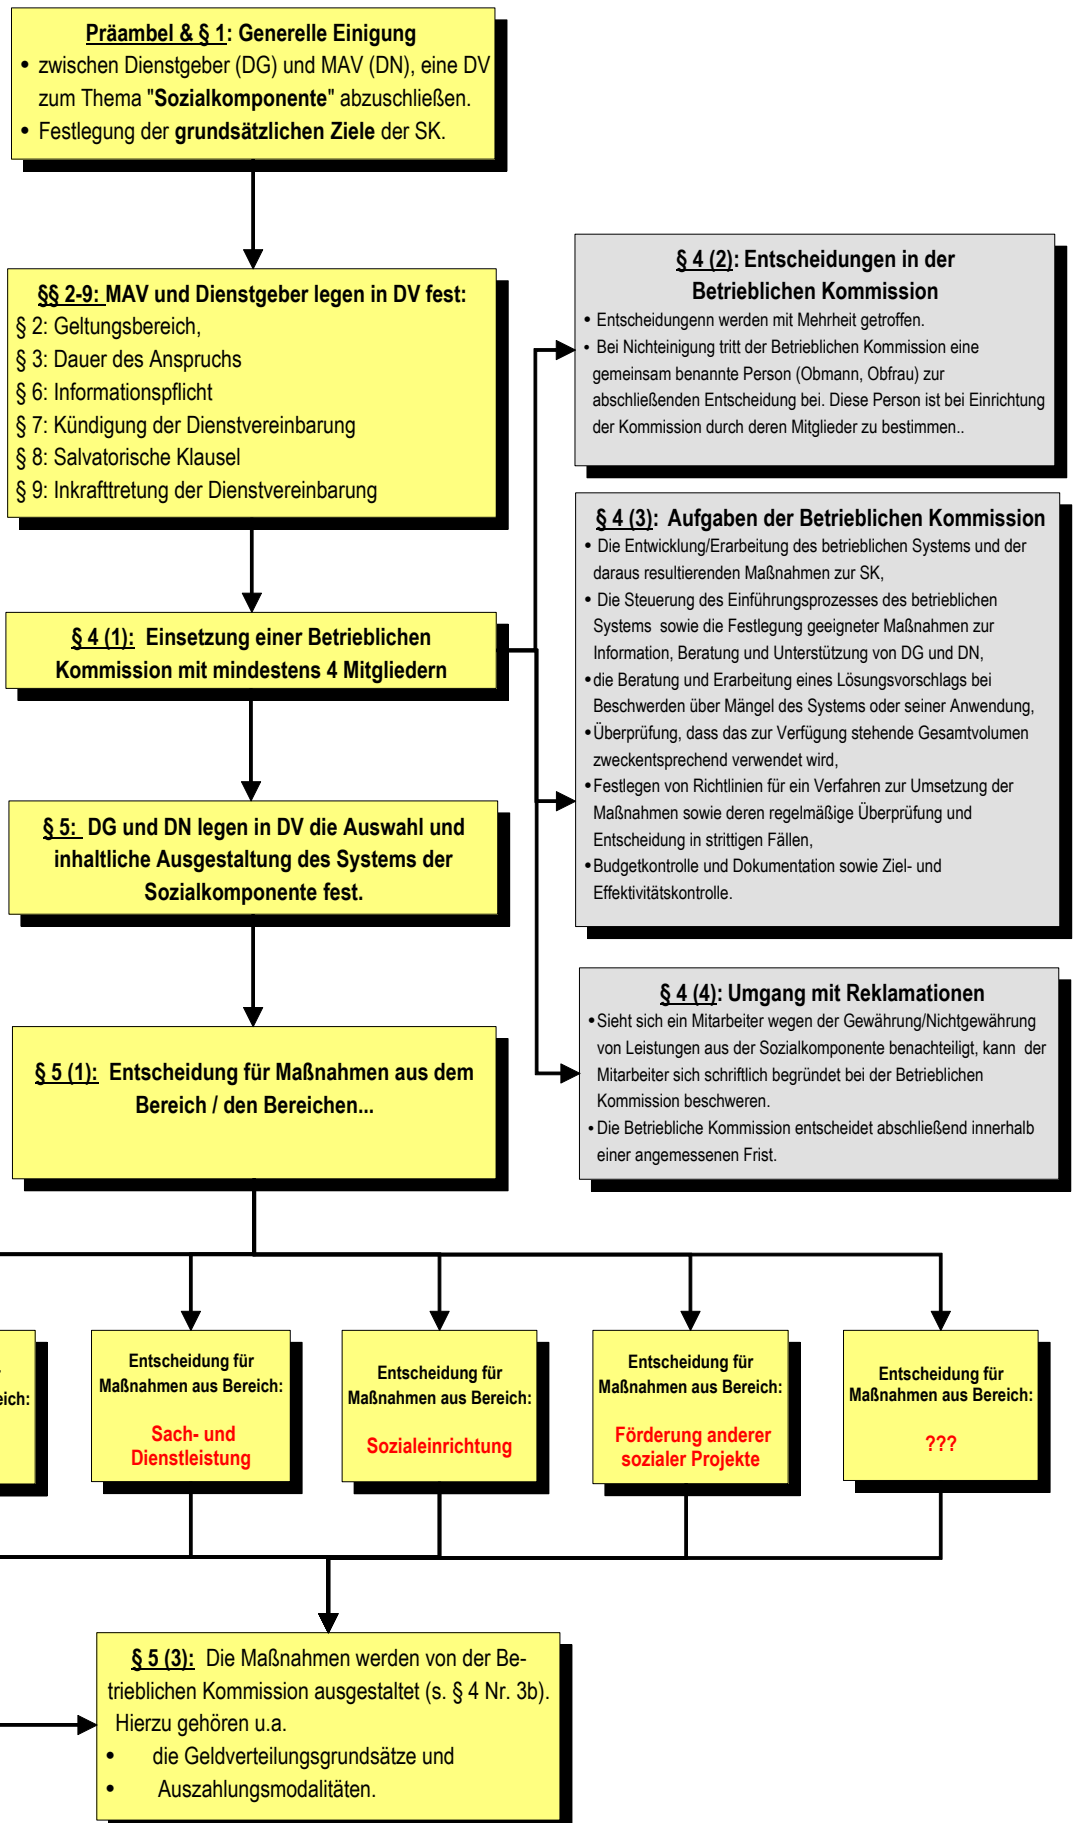 Präambel & § 1: Generelle Einigung
• zwischen Dienstgeber (DG) und MAV (DN), eine DV
zum Thema "Sozialkomponente" abzuschließen.
• Festlegung der grundsätzlichen Ziele der SK.
§§ 2-9: MAV und Dienstgeber legen in DV fest:
§ 2: Geltungsbereich,
§ 3: Dauer des Anspruchs
§ 6: Informationspflicht
§ 7: Kündigung der Dienstvereinbarung
§ 8: Salvatorische Klausel
§ 9: Inkrafttretung der Dienstvereinbarung
§ 4 (1): Einsetzung einer Betrieblichen
Kommission mit mindestens 4 Mitgliedern
§ 4 (2): Entscheidungen in der
Betrieblichen Kommission
• Entscheidungenn werden mit Mehrheit getroffen.
• Bei Nichteinigung tritt der Betrieblichen Kommission eine
gemeinsam benannte Person (Obmann, Obfrau) zur
abschließenden Entscheidung bei. Diese Person ist bei Einrichtung
der Kommission durch deren Mitglieder zu bestimmen..
§ 4 (3): Aufgaben der Betrieblichen Kommission
• Die Entwicklung/Erarbeitung des betrieblichen Systems und der
daraus resultierenden Maßnahmen zur SK,
• Die Steuerung des Einführungsprozesses des betrieblichen
Systems sowie die Festlegung geeigneter Maßnahmen zur
Information, Beratung und Unterstützung von DG und DN,
• die Beratung und Erarbeitung eines Lösungsvorschlags bei
Beschwerden über Mängel des Systems oder seiner Anwendung,
• Überprüfung, dass das zur Verfügung stehende Gesamtvolumen
zweckentsprechend verwendet wird,
• Festlegen von Richtlinien für ein Verfahren zur Umsetzung der
Maßnahmen sowie deren regelmäßige Überprüfung und
Entscheidung in strittigen Fällen,
• Budgetkontrolle und Dokumentation sowie Ziel- und
Effektivitätskontrolle.
§ 4 (4): Umgang mit Reklamationen
• Sieht sich ein Mitarbeiter wegen der Gewährung/Nichtgewährung
von Leistungen aus der Sozialkomponente benachteiligt, kann der
Mitarbeiter sich schriftlich begründet bei der Betrieblichen
Kommission beschweren.
• Die Betriebliche Kommission entscheidet abschließend innerhalb
einer angemessenen Frist.
§ 5: DG und DN legen in DV die Auswahl und
inhaltliche Ausgestaltung des Systems der
Sozialkomponente fest.
§ 5 (1): Entscheidung für Maßnahmen aus dem
Bereich / den Bereichen...
eich:
Entscheidung für
Maßnahmen aus Bereich:
Sach- und
Dienstleistung
Entscheidung für
Maßnahmen aus Bereich:
Sozialeinrichtung
Entscheidung für
Maßnahmen aus Bereich:
Förderung anderer
sozialer Projekte
Entscheidung für
Maßnahmen aus Bereich:
???
§ 5 (3): Die Maßnahmen werden von der Be-
trieblichen Kommission ausgestaltet (s. § 4 Nr. 3b).
Hierzu gehören u.a.
• die Geldverteilungsgrundsätze und
• Auszahlungsmodalitäten.